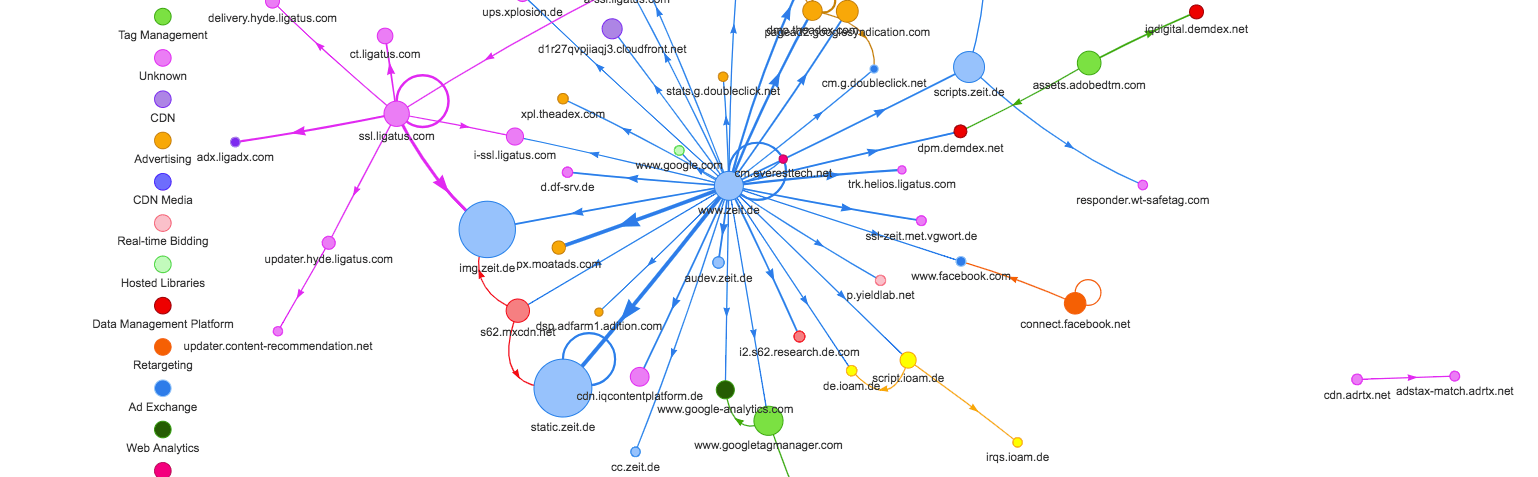 delivery.hyde.ligatus.com
Tag Management
Unknown
CDN
Advertising
CDN Media
Real-time Bidding
Hosted Libraries
Data Management Platform
Retargeting
Ad Exchange
Web Analytics
ups.xplosion.de
a-ssl.ligatus.com
ct.ligatus.com
d1r27qvpjiaqj3.cloudfront.net
pagead2.googlesyndication.com
igdigital.demdex.net
stats.g.doubleclick.net
cm.g.doubleclick.net
scripts.zeit.de
assets.adobedtm.com
xpl.theadex.com
ssl.ligatus.com
adx.ligadx.com
i-ssl.ligatus.com
www.google.com
dpm.demdex.net
cm.everesttech.net
d.df-srv.de
trk.helios.ligatus.com
responder.wt-safetag.com
www.zeit.de
ssl-zeit.met.vgwort.de
updater.hyde.ligatus.com
img.zeit.de
px.moatads.com
audev.zeit.de
www.facebook.com
p.yieldlab.net
s62.mxcdn.net
dsp.adfarm1.adition.com
connect.facebook.net
updater.content-recommendation.net
i2.s62.research.de.com
de.ioam.de
script.ioam.de
cdn.adrtx.net
adstax-match.adrtx.net
cdn.iqcontentplatform.de
www.google-analytics.com
static.zeit.de
www.googletagmanager.com
cc.zeit.de
irqs.ioam.de